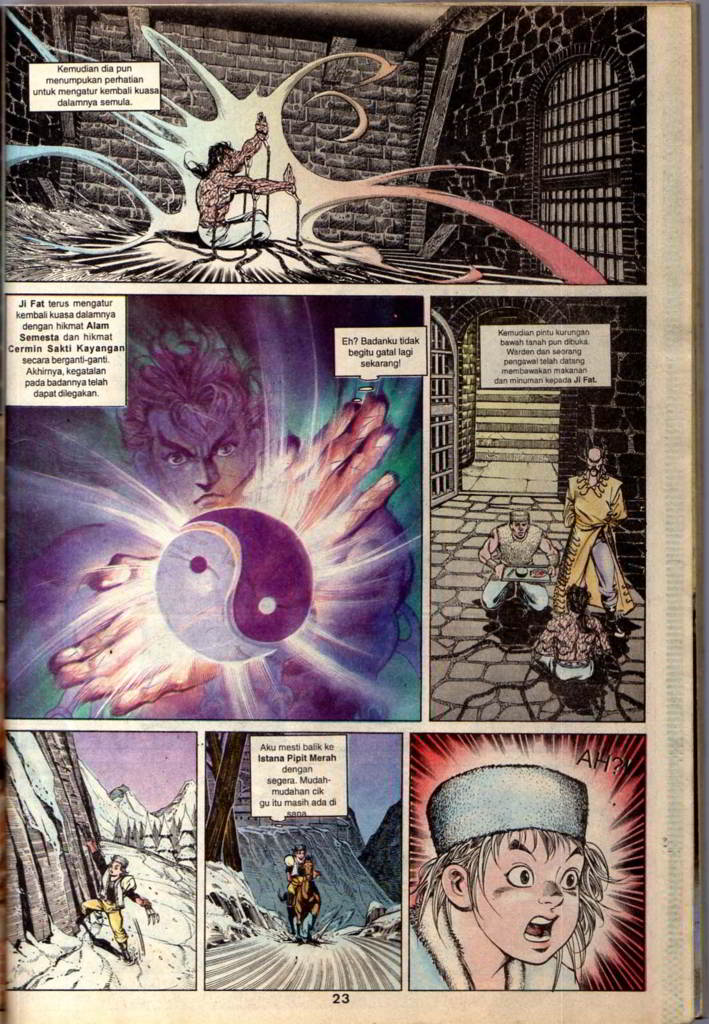 Kemudian dia pun
menumpukan perhatian
untuk mengatur kembali kuasa
dalamnya semula.
Ji Fat terus mengatur
kembali kuasa dalamnya
dengan hikmat Alam
Semesta dan hikmat
Cermin Sakti Kayangan
secara berganti-ganti.
Akhirnya, kegatalan
pada badannya telah
dapat dilegakan.
Eh? Badanku tidak
begitu gatal lagi
sekarang!
Kemudian pintu kurungan
bawah tanah pun dibuka.
Warden dan seorang
pengawal telah datang
membawakan makanan
dan minuman kepada Ji Fat.
Aku mesti balik ke
Istana Pipit Merah
dengan
segera. Mudah-
mudahan cik
gu itu masih ada di
sana.
AH?!
23